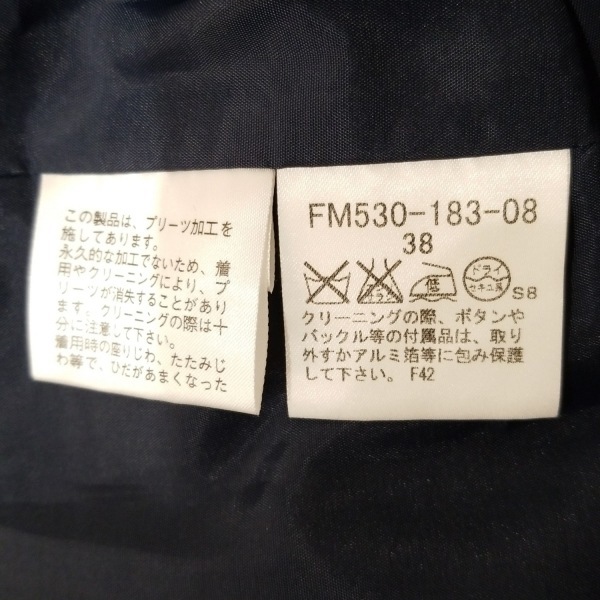 この製品は、プリーツ加工を
施してあります。
永久的な加工でないため、着
用やクリーニングにより、プ
リーツが消失することがあり
ます。クリーニングの際は十
分に注意して下さい。
着用時の座りじわ、たたみじ
わ等で、ひだがあまくなった
FM530-183-08
38
低
ドライ
セキユ系
S8
クリーニングの際、ボタンや
バックル等の付属品は、取り
外すかアルミ箔等に包み保護
して下さい。 F42